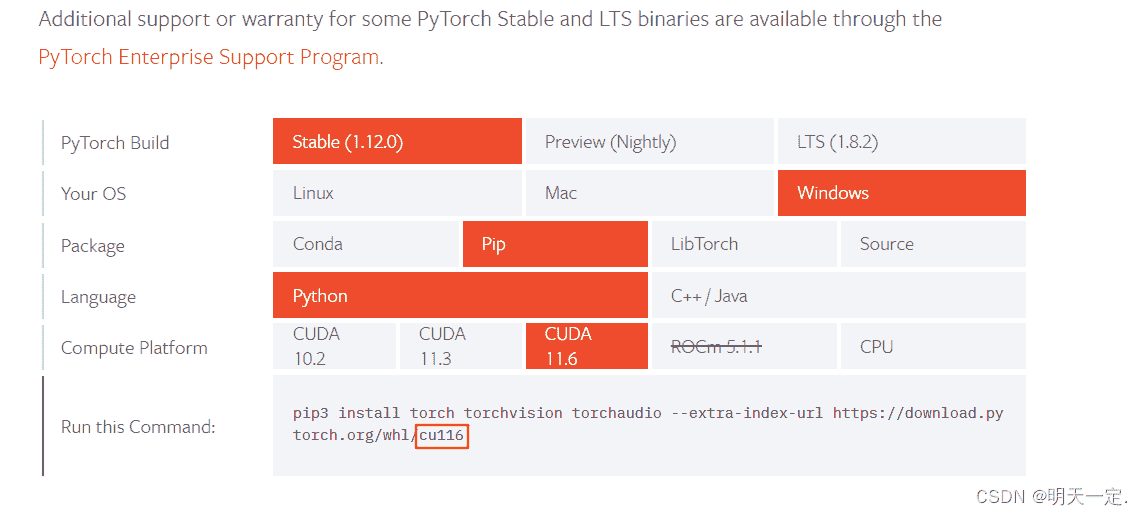 Additional support or warranty for some PyTorch Stable and LTS binaries are available through the
PyTorch Enterprise Support Program.
PyTorch Build
Stable (1.12.0)
Preview (Nightly)
LTS (1.8.2)
Your OS
Linux
Mac
Windows
Package
Conda
Pip
LibTorch
Source
Language
Python
C++ / Java
Compute Platform
CUDA
10.2
CUDA
11.3
CUDA
11.6
ROCm 5.1.1
CPU
Run this Command:
pip3 install torch torchvision torchaudio --extra-index-url https://download.py
torch.org/whl/cu116
CSDN @明天一定.